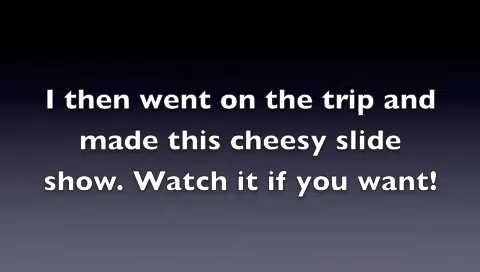 I then went on the trip and
made this cheesy slide
show. Watch it if you want!